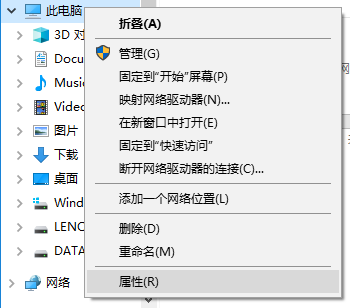 此电脑
3D 对
Docu
Music
Video
图片
下载
桌面
Wind
LENC
DATA
网络
折叠(A)
管理(G)
固定到"开始"屏幕(P)
映射网络驱动器(N)...
在新窗口中打开(E)
固定到"快速访问"
断开网络驱动器的连接(C)...
添加一个网络位置(L)
删除(D)
重命名(M)
属性(R)
网